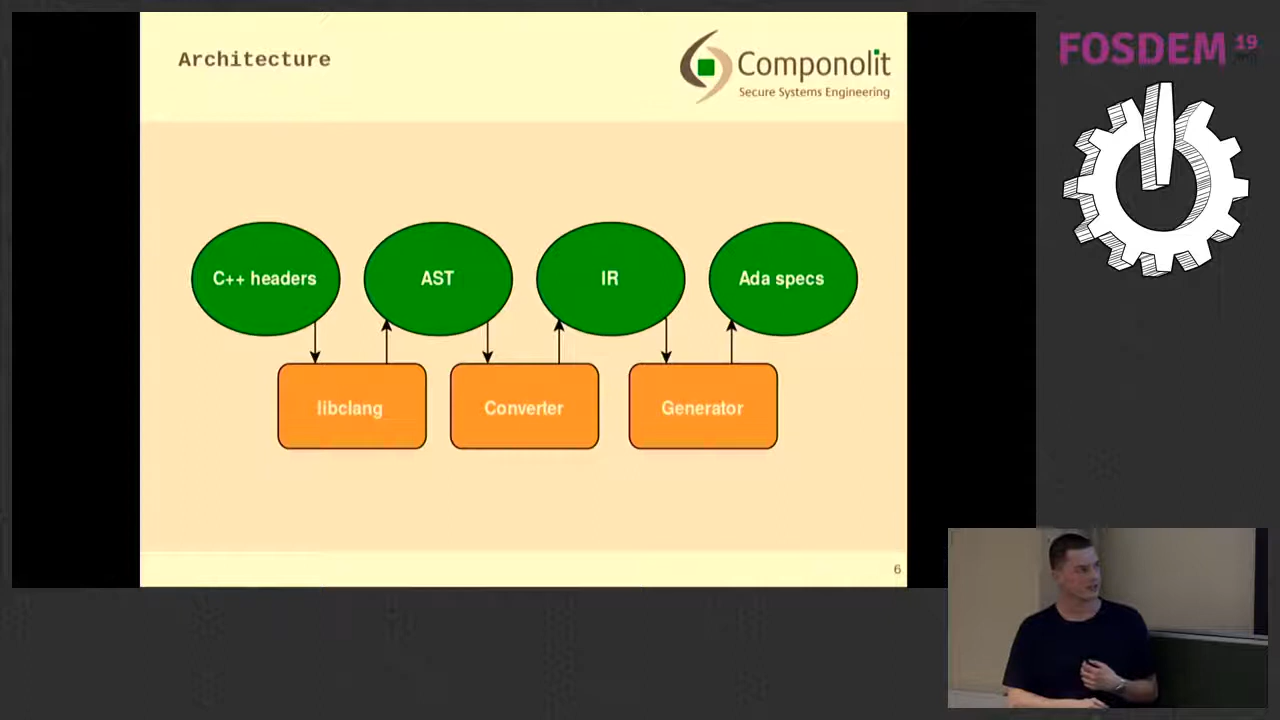 Architecture
Componolit
Secure Systems Engineering
FOSDEM 19
C++ headers
AST
IR
Ada specs
libclang
Converter
Generator
6